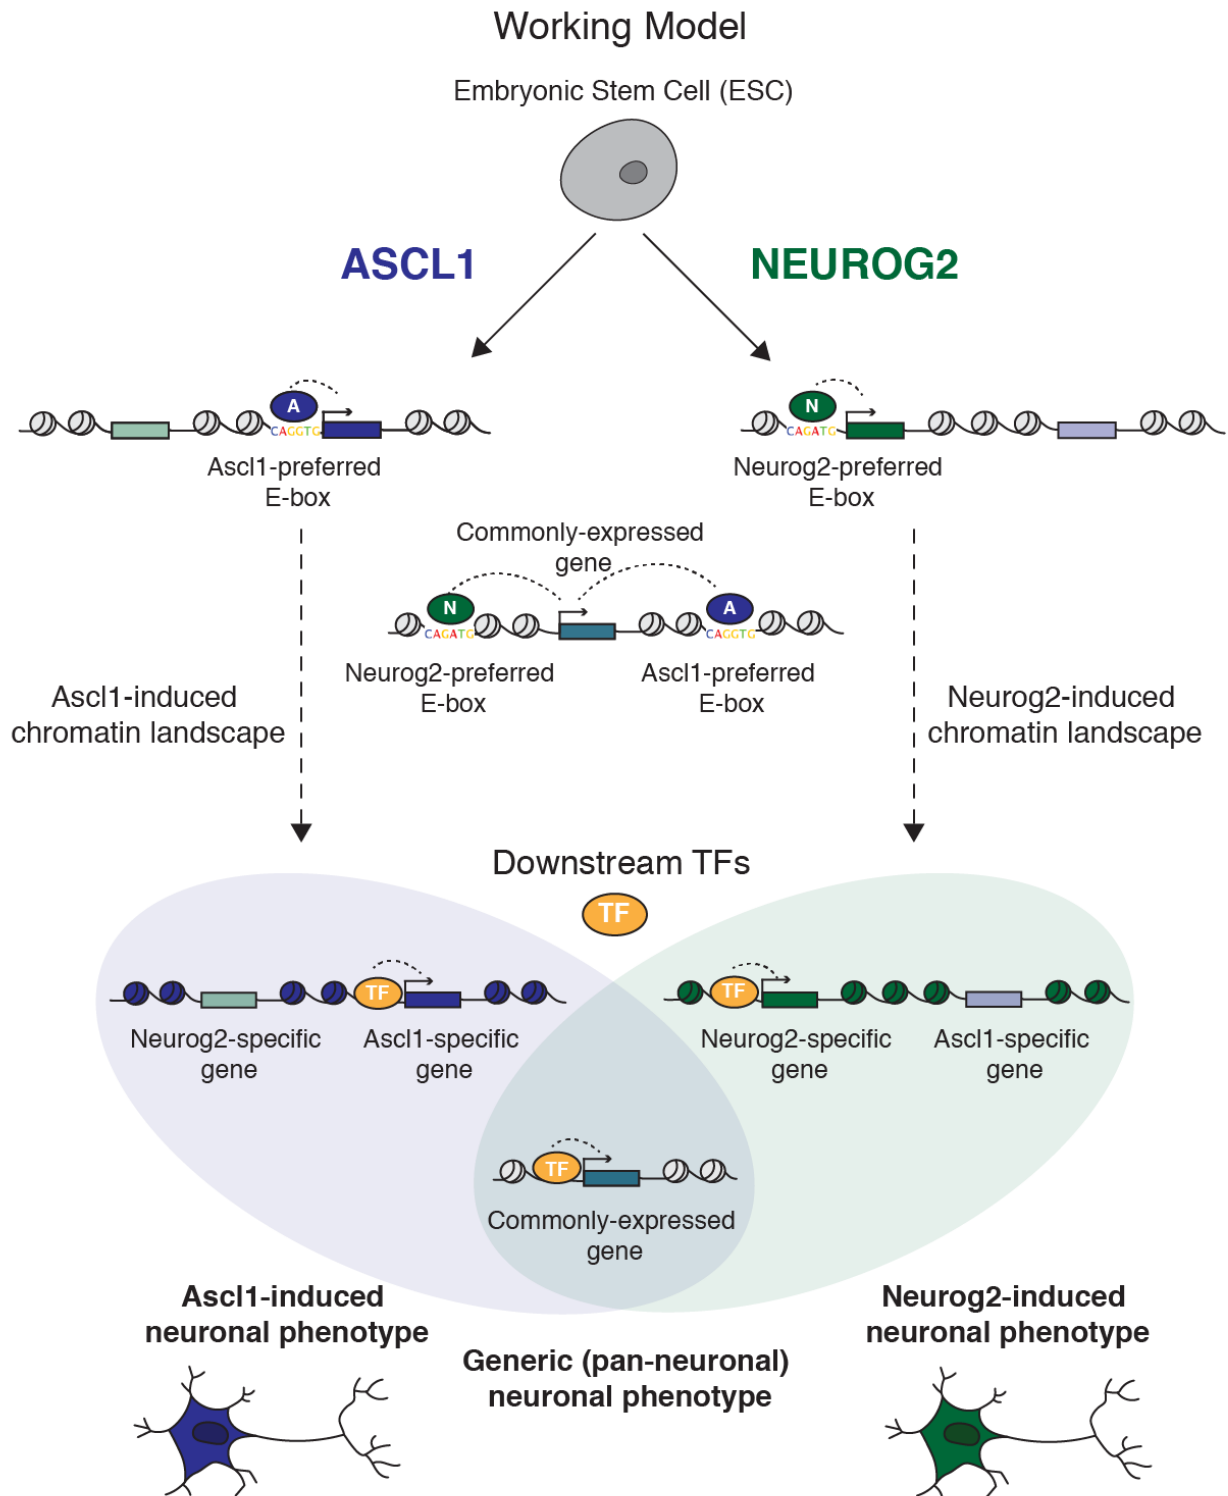 Working Model
Embryonic Stem Cell (ESC)
ASCL1
NEUROG2
A
CAGGTG
Ascl1-preferred
E-box
N
CAGATG
Neurog2-preferred
E-box
Commonly-expressed
gene
N
CAGATG
A
CAGGTG
Neurog2-preferred
E-box
Ascl1-preferred
E-box
Ascl1-induced
chromatin landscape
Neurog2-induced
chromatin landscape
Downstream TFs
TF
TF
Neurog2-specific
gene
Ascl1-specific
gene
TF
Neurog2-specific
gene
Ascl1-specific
gene
TF
Commonly-expressed
gene
Ascl1-induced
neuronal phenotype
Generic (pan-neuronal)
neuronal phenotype
Neurog2-induced
neuronal phenotype